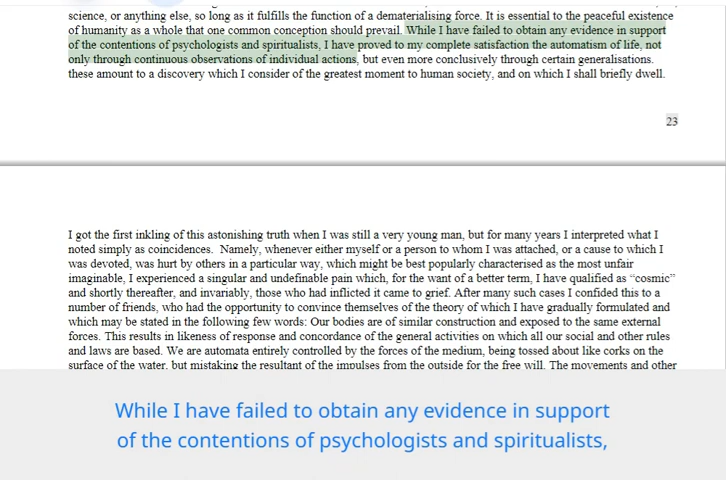 science, or anything else, so long as it fulfills the function of a dematerialising force. It is essential to the peaceful existence
of humanity as a whole that one common conception should prevail. While I have failed to obtain any evidence in support
of the contentions of psychologists and spiritualists, I have proved to my complete satisfaction the automatism of life, not
only through continuous observations of individual actions, but even more conclusively through certain generalisations.
these amount to a discovery which I consider of the greatest moment to human society, and on which I shall briefly dwell.
23
I got the first inkling of this astonishing truth when I was still a very young man, but for many years I interpreted what I
noted simply as coincidences. Namely, whenever either myself or a person to whom I was attached, or a cause to which I
was devoted, was hurt by others in a particular way, which might be best popularly characterised as the most unfair
imaginable, I experienced a singular and undefinable pain which, for the want of a better term, I have qualified as “cosmic”
and shortly thereafter, and invariably, those who had inflicted it came to grief. After many such cases I confided this to a
number of friends, who had the opportunity to convince themselves of the theory of which I have gradually formulated and
which may be stated in the following few words: Our bodies are of similar construction and exposed to the same external
forces. This results in likeness of response and concordance of the general activities on which all our social and other rules
and laws are based. We are automata entirely controlled by the forces of the medium, being tossed about like corks on the
surface of the water, but mistaking the resultant of the impulses from the outside for the free will. The movements and other
While I have failed to obtain any evidence in support
of the contentions of psychologists and spiritualists,